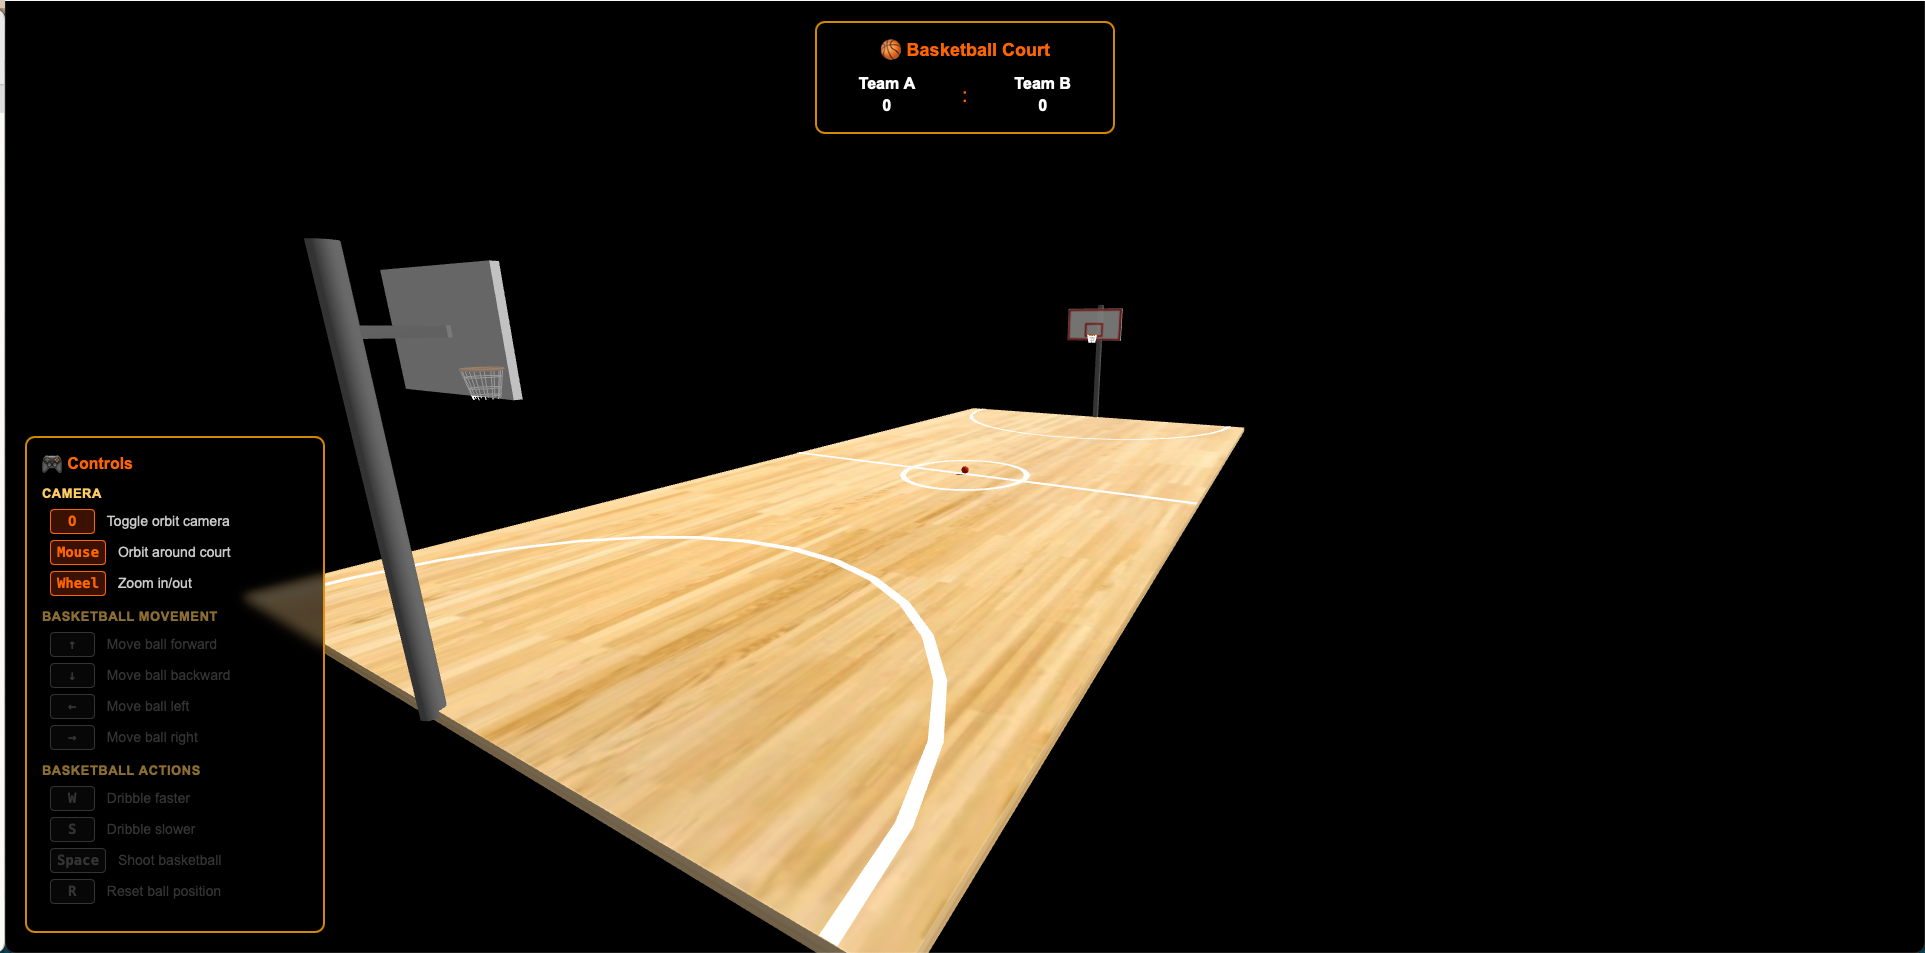 Basketball Court
Team A : Team B
0 0
Controls
CAMERA
O Toggle orbit camera
Mouse Orbit around court
Wheel Zoom in/out
BASKETBALL MOVEMENT
↑ Move ball forward
↓ Move ball backward
← Move ball left
→ Move ball right
BASKETBALL ACTIONS
W Dribble faster
S Dribble slower
Space Shoot basketball
R Reset ball position